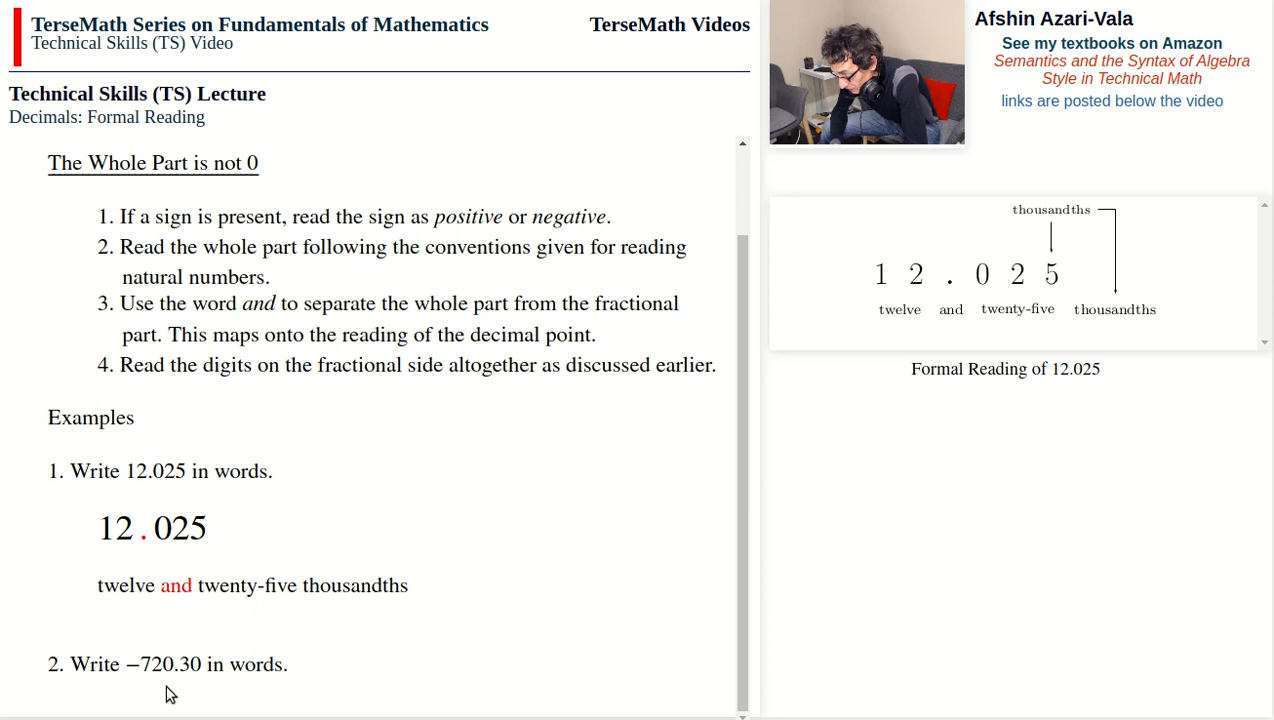 TerseMath Series on Fundamentals of Mathematics
Technical Skills (TS) Video
TerseMath Videos
Technical Skills (TS) Lecture
Decimals: Formal Reading
The Whole Part is not 0
1. If a sign is present, read the sign as positive or negative.
2. Read the whole part following the conventions given for reading
natural numbers.
3. Use the word and to separate the whole part from the fractional
part. This maps onto the reading of the decimal point.
4. Read the digits on the fractional side altogether as discussed earlier.
Examples
1. Write 12.025 in words.
12.025
twelve and twenty-five thousandths
2. Write −720.30 in words.
Afshin Azari-Vala
See my textbooks on Amazon
Semantics and the Syntax of Algebra
Style in Technical Math
links are posted below the video
thousandths
1 2 . 0 2 5
twelve and twenty-five thousandths
Formal Reading of 12.025